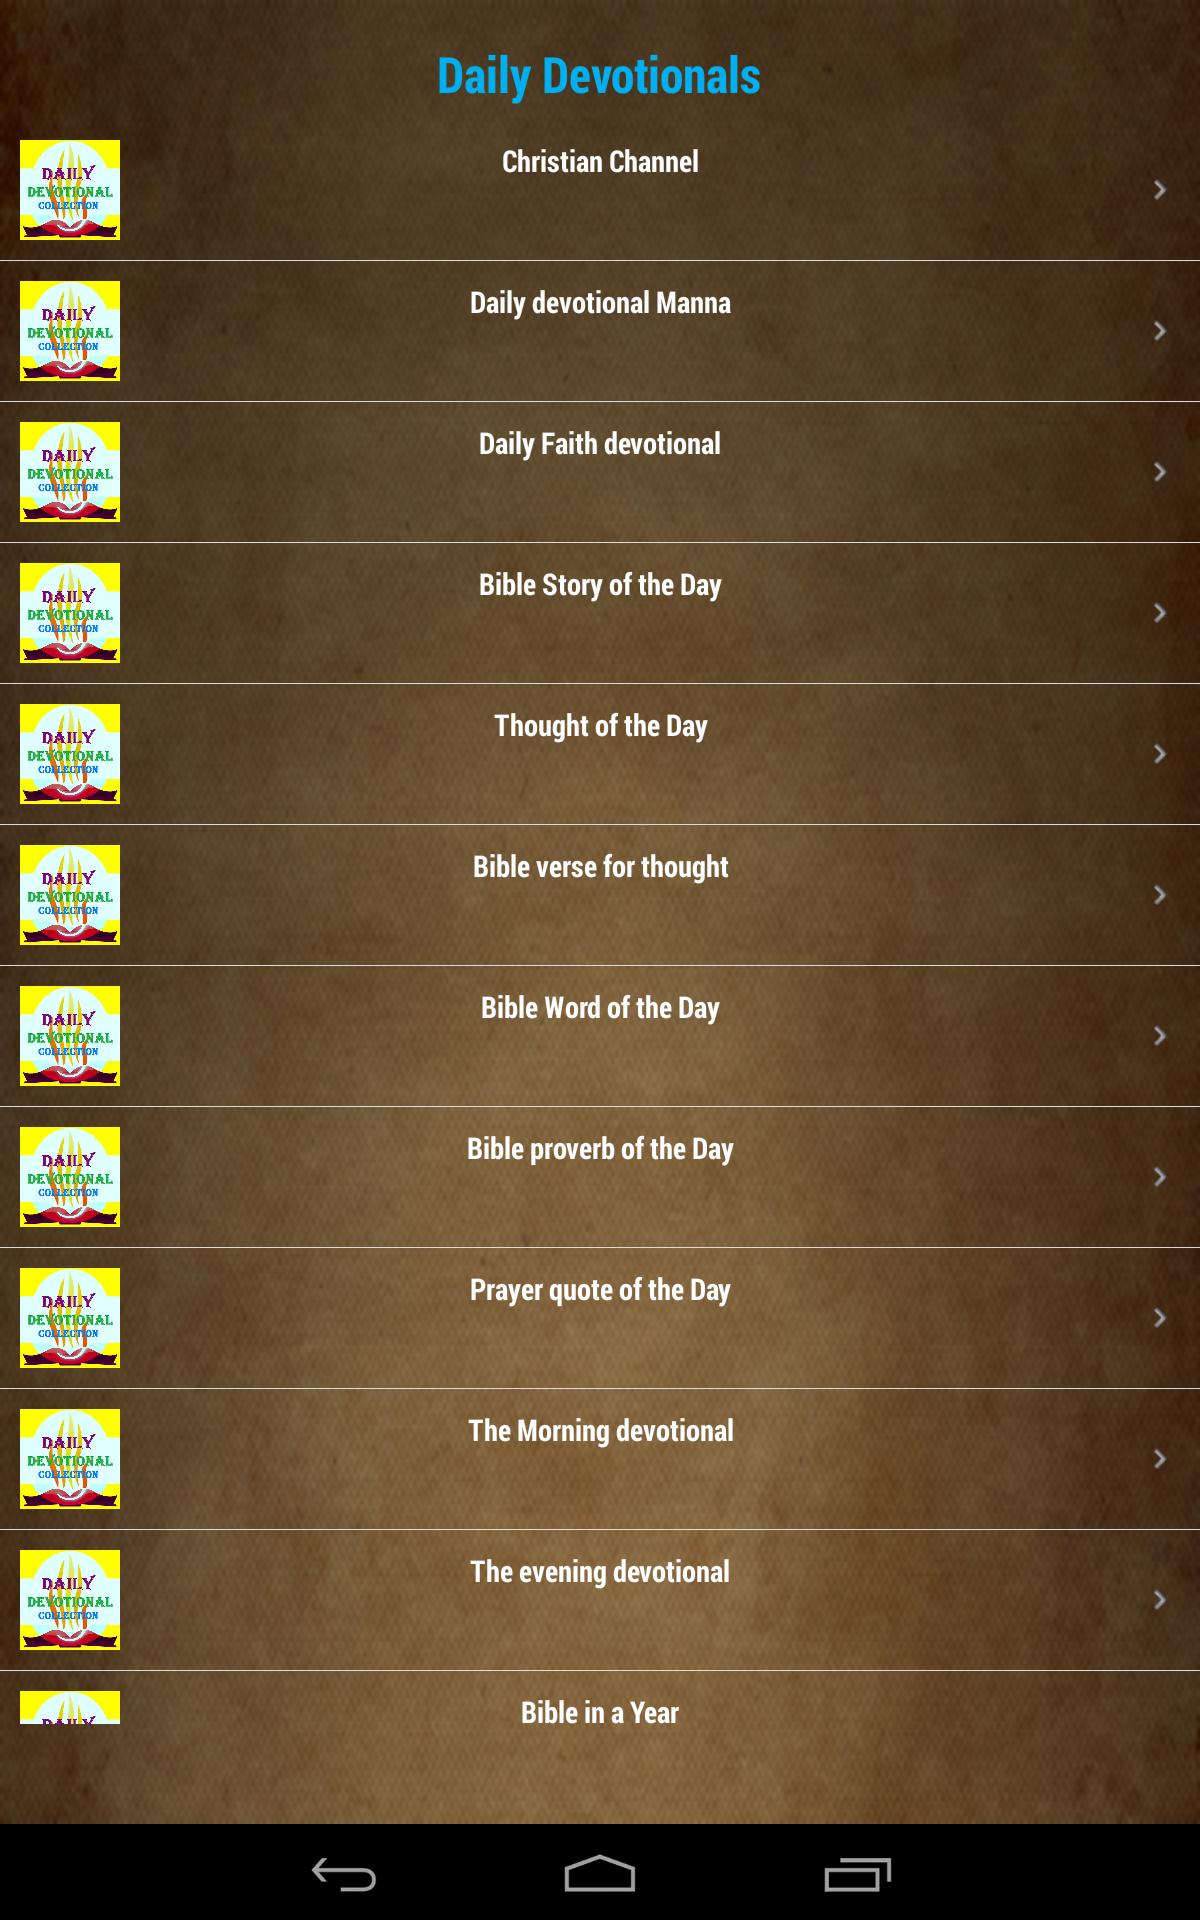 Daily Devotionals
DAILY
DEVOTIONAL
COLLECTION
Christian Channel
DAILY
DEVOTIONAL
COLLECTION
Daily devotional Manna
DAILY
DEVOTIONAL
COLLECTION
Daily Faith devotional
DAILY
DEVOTIONAL
COLLECTION
Bible Story of the Day
DAILY
DEVOTIONAL
COLLECTION
Thought of the Day
DAILY
DEVOTIONAL
COLLECTION
Bible verse for thought
DAILY
DEVOTIONAL
COLLECTION
Bible Word of the Day
DAILY
DEVOTIONAL
COLLECTION
Bible proverb of the Day
DAILY
DEVOTIONAL
COLLECTION
Prayer quote of the Day
DAILY
DEVOTIONAL
COLLECTION
The Morning devotional
DAILY
DEVOTIONAL
COLLECTION
The evening devotional
Bible in a Year